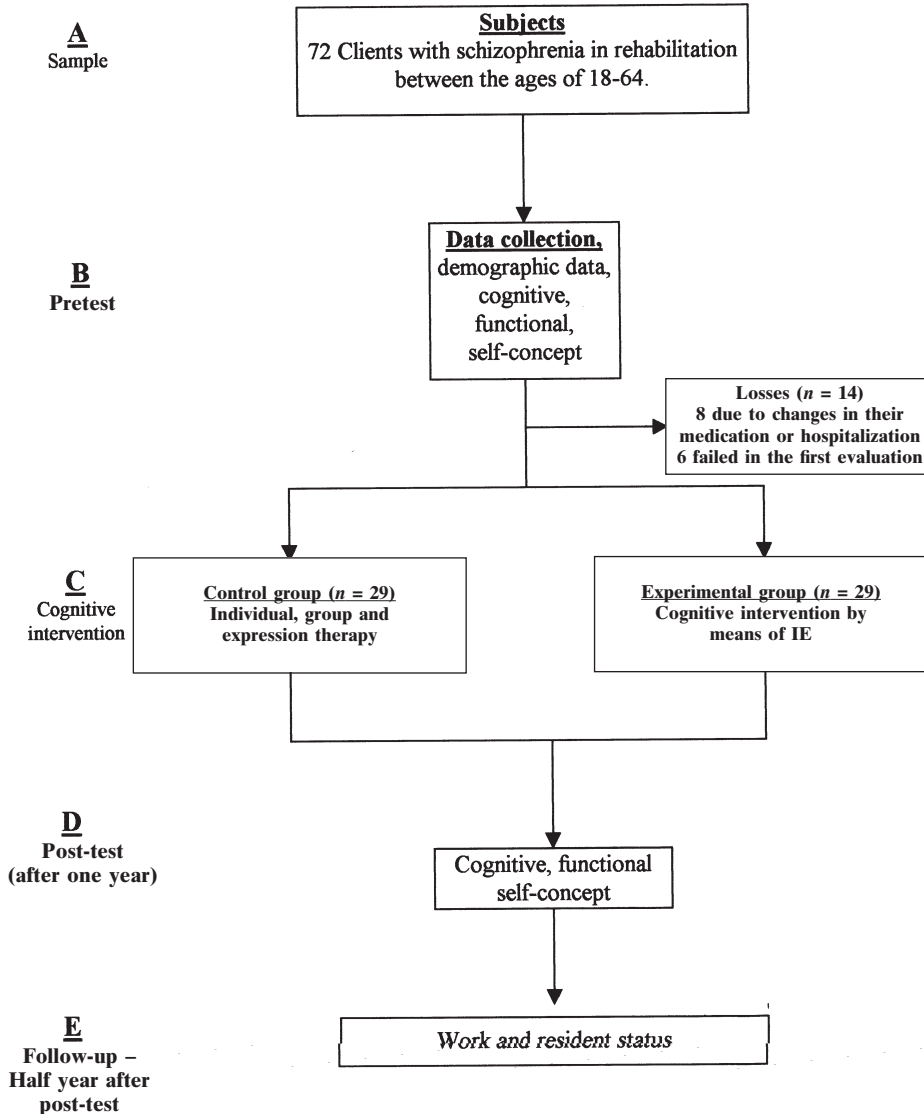 A
Sample
Subjects
72 Clients with schizophrenia in rehabilitation
between the ages of 18-64.
B
Pretest
Data collection,
demographic data,
cognitive,
functional,
self-concept
Losses (n = 14)
8 due to changes in their
medication or hospitalization
6 failed in the first evaluation
C
Cognitive
intervention
Control group (n = 29)
Individual, group and
expression therapy
Experimental group (n = 29)
Cognitive intervention by
means of IE
D
Post-test
(after one year)
Cognitive, functional
self-concept
E
Follow-up –
Half year after
post-test
Work and resident status